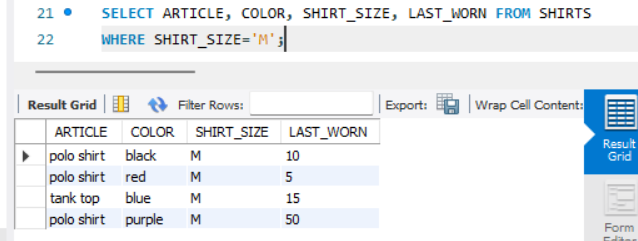 21 SELECT ARTICLE, COLOR, SHIRT_SIZE, LAST_WORN FROM SHIRTS
22 WHERE SHIRT_SIZE='M';
Result Grid Filter Rows: Export: Wrap Cell Content:
ARTICLE COLOR SHIRT_SIZE LAST_WORN
polo shirt black M 10
polo shirt red M 5
tank top blue M 15
polo shirt purple M 50
Result
Grid
Form